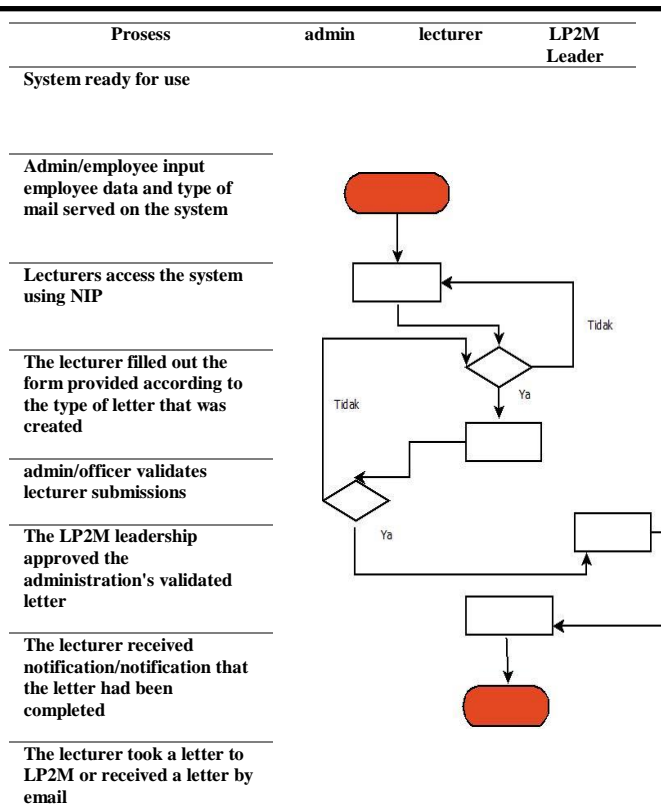 Prosess admin lecturer LP2M
Leader
System ready for use
Admin/employee input
employee data and type of
mail served on the system
Lecturers access the system
using NIP
Tidak
The lecturer filled out the
form provided according to
the type of letter that was
created
Ya
Tidak
admin/officer validates
lecturer submissions
The LP2M leadership
approved the
administration's validated
letter
Ya
The lecturer received
notification/notification that
the letter had been
completed
The lecturer took a letter to
LP2M or received a letter by
email